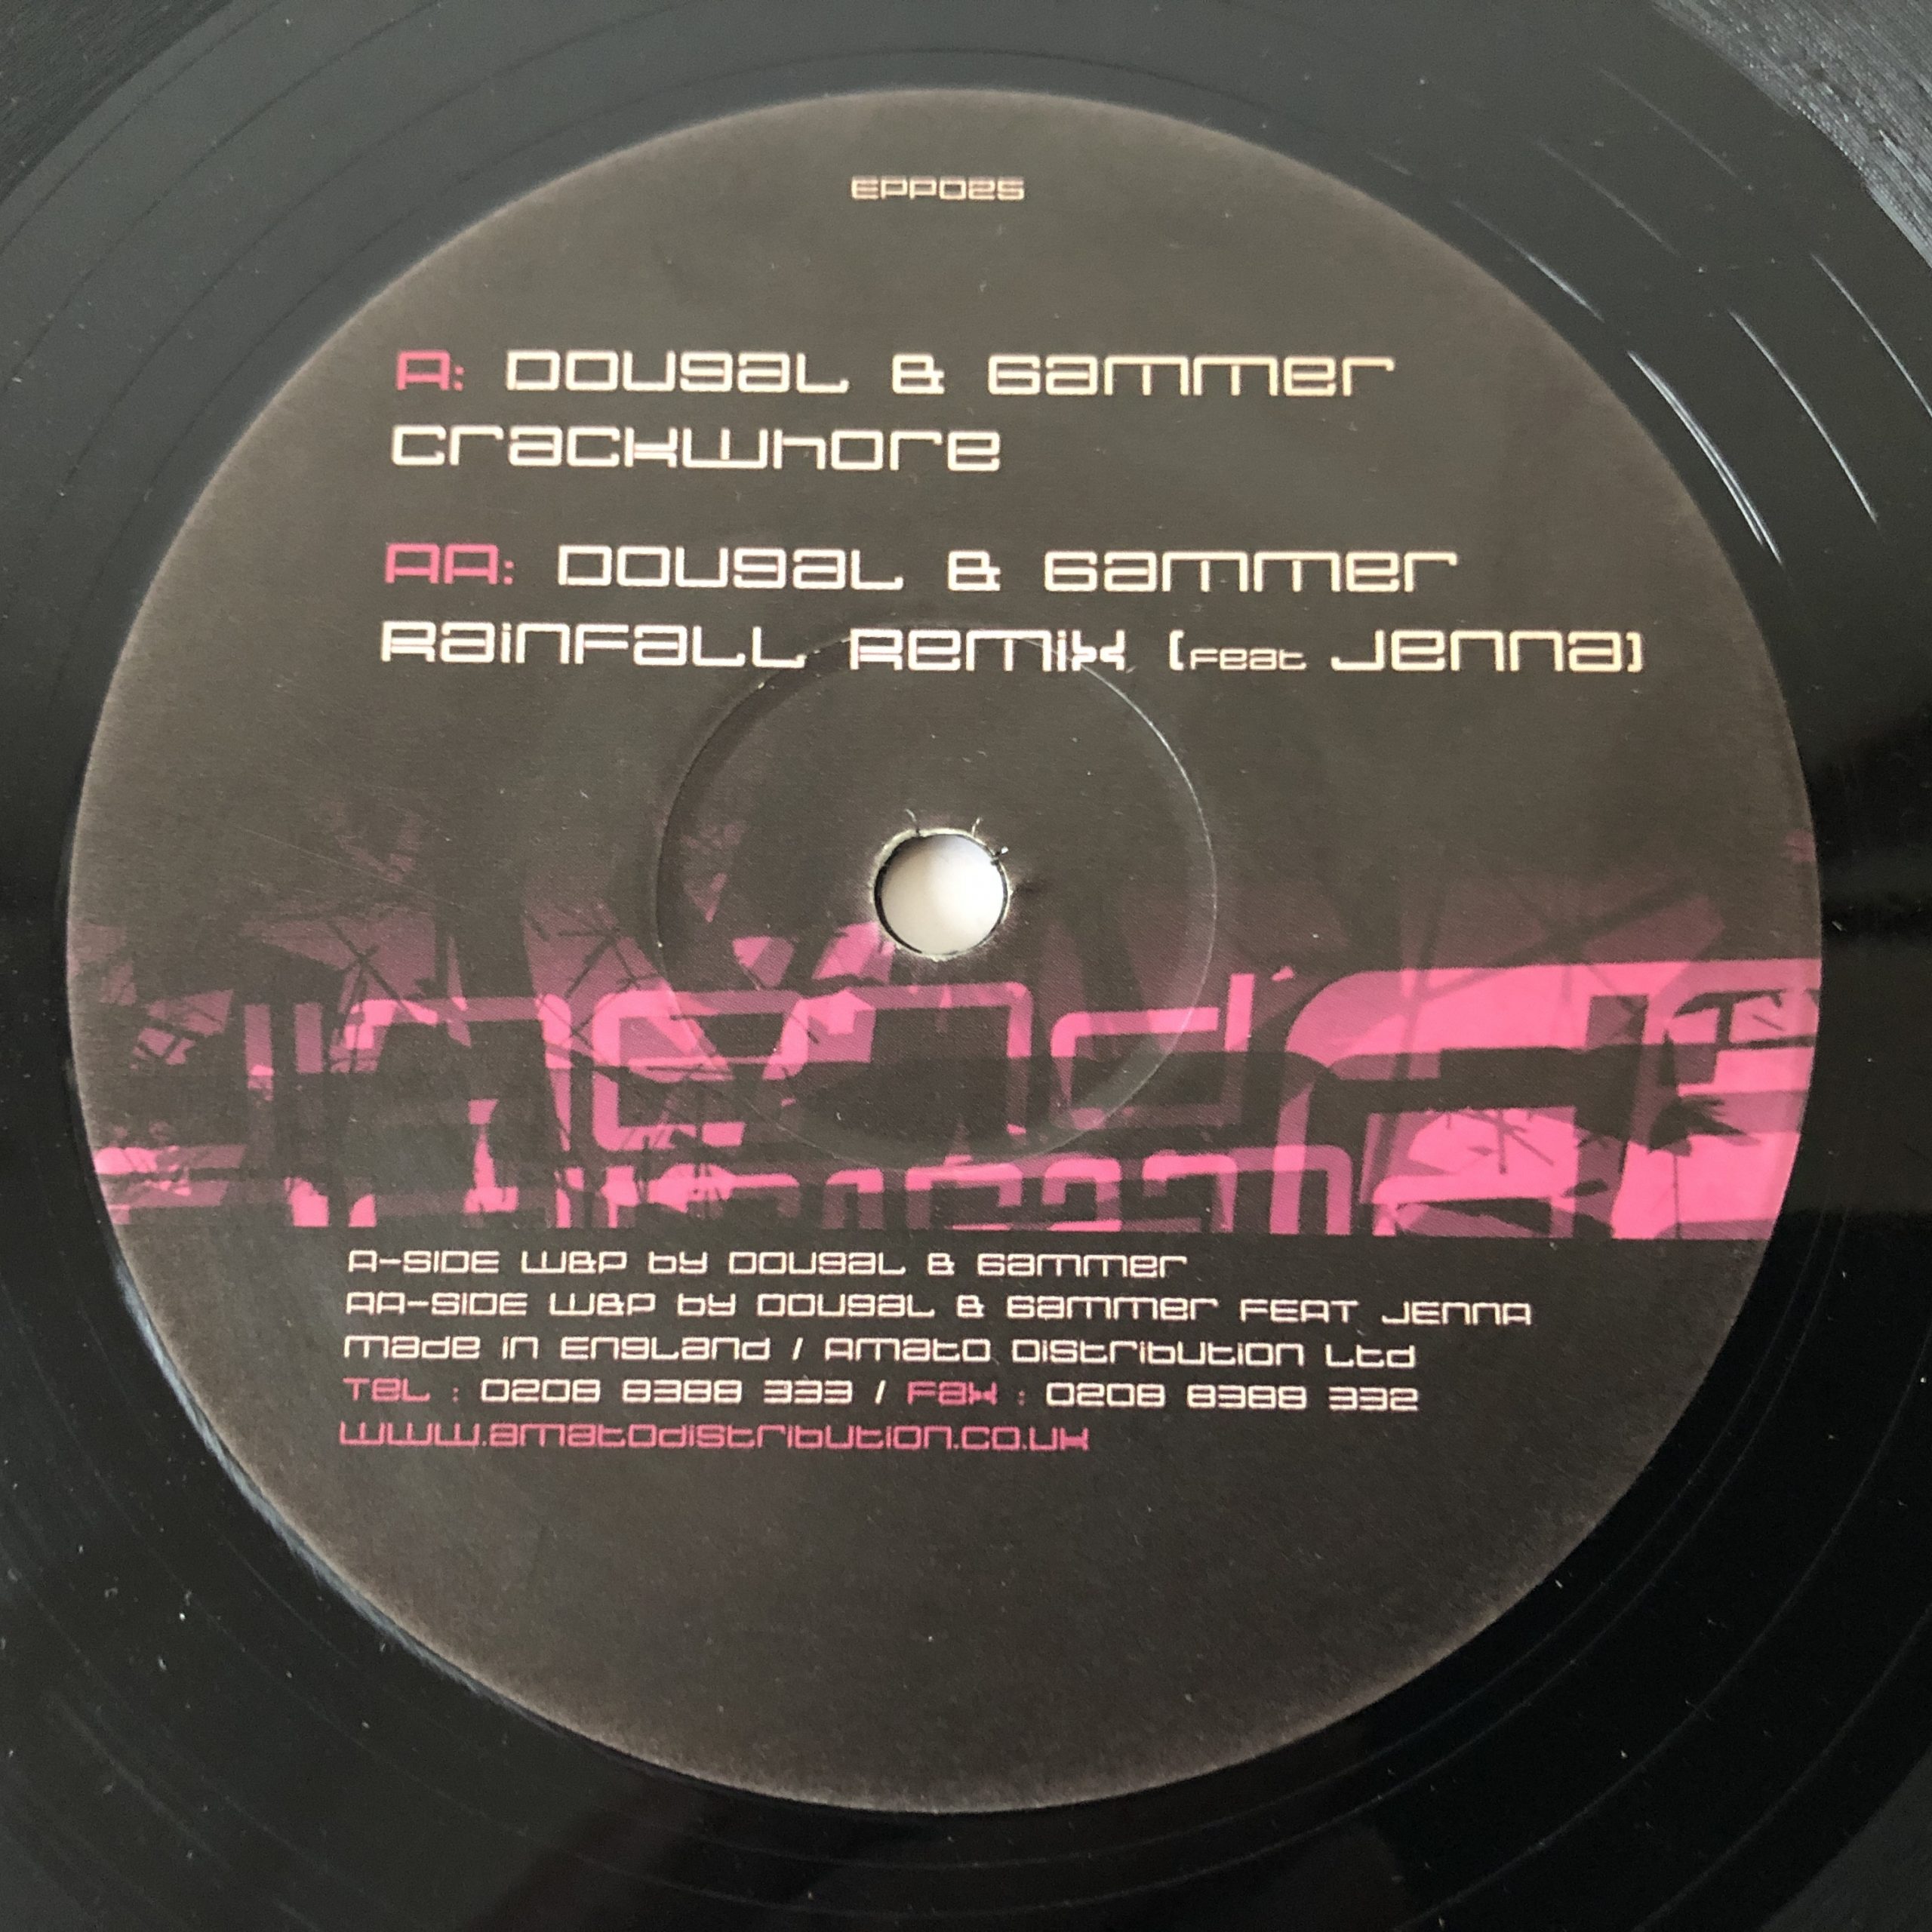 EPP025
A: Dougal & Gammer
Crackwhore
AA: Dougal & Gammer
Rainfall Remix (feat Jenna)
A-SIDE W&P by Dougal & Gammer
AA-SIDE W&P by Dougal & Gammer FEAT JENNA
Made in England / Amato Distribution Ltd
Tel : 0208 8388 333 / Fax : 0208 8388 332
www.amatodistribution.co.uk